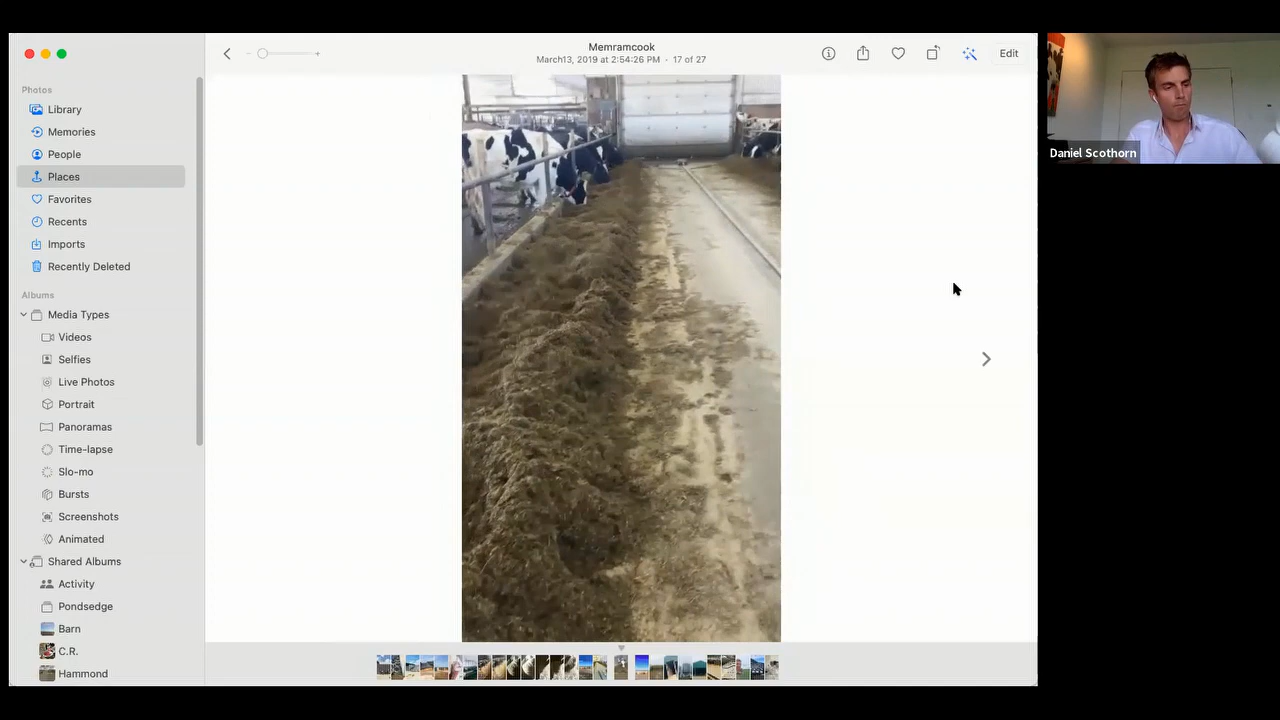 Memramcook
March13, 2019 at 2:54:26 PM · 17 of 27
Edit
Photos
Library
Memories
People
Places
Favorites
Recents
Imports
Recently Deleted
Albums
Media Types
Videos
Selfies
Live Photos
Portrait
Panoramas
Time-lapse
Slo-mo
Bursts
Screenshots
Animated
Shared Albums
Activity
Pondsedge
Barn
C.R.
Hammond
Daniel Scothorn